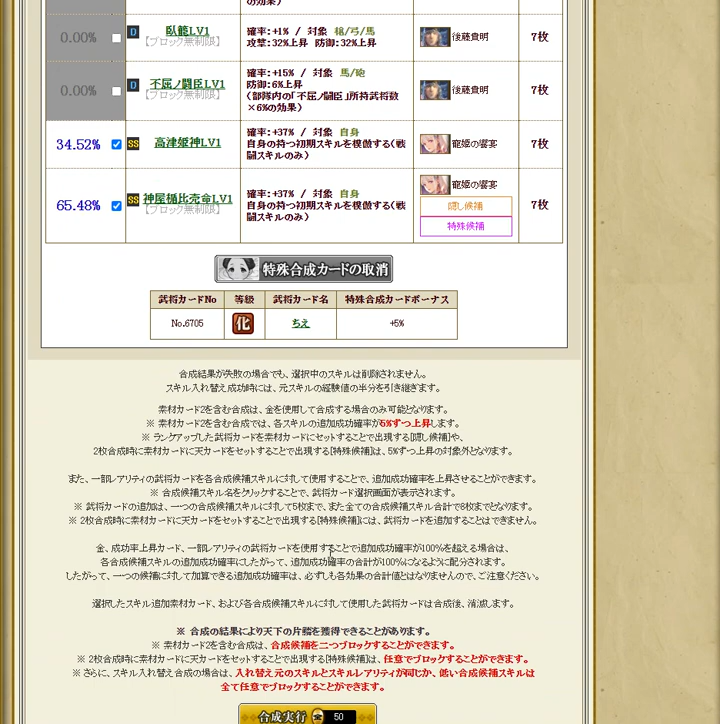 の効果)
0.00%
D
臥龍LV1
【ブロック無制限】
確率:+1% / 対象 槍/弓/馬
攻撃:32%上昇 防御:32%上昇
後藤貴明
7枚
0.00%
D
不屈ノ闘臣LV1
【ブロック無制限】
確率:+15% / 対象 馬/砲
防御:6%上昇
(部隊内の「不屈ノ闘臣」所持武将数
×6%の効果)
後藤貴明
7枚
34.52%
SS
高津姫神LV1
確率:+37% / 対象 自身
自身の持つ初期スキルを模倣する(戦
闘スキルのみ)
寵姫の饗宴
7枚
65.48%
SS
神屋楯比売命LV1
【ブロック無制限】
確率:+37% / 対象 自身
自身の持つ初期スキルを模倣する(戦
闘スキルのみ)
寵姫の饗宴
隠し候補
特殊候補
7枚
特殊合成カードの取消
武将カードNo 等級 武将カード名 特殊合成カードボーナス
No.6705 化 ちえ +5%
合成結果が失敗の場合でも、選択中のスキルは削除されません。
スキル入れ替え成功時には、元スキルの経験値の半分を引き継ぎます。
素材カード2を含む合成は、金を使用して合成する場合のみ可能となります。
※ 素材カード2を含む合成では、各スキルの追加成功確率が5%ずつ上昇します。
※ ランクアップした武将カードを素材カードにセットすることで出現する[隠し候補]や、
2枚合成時に素材カードに天カードをセットすることで出現する[特殊候補]は、5%ずつ上昇の対象外となります。
また、一部レアリティの武将カードを各合成候補スキルに対して使用することで、追加成功確率を上昇させることができます。
※ 合成候補スキル名をクリックすることで、武将カード選択画面が表示されます。
※ 武将カードの追加は、一つの合成候補スキルに対して5枚まで、また全ての合成候補スキル合計で8枚までとなります。
※ 2枚合成時に素材カードに天カードをセットすることで出現する[特殊候補]には、武将カードを追加することはできません。
金、成功率上昇カード、一部レアリティの武将カードを使用することで追加成功確率が100%を超える場合は、
各合成候補スキルの追加成功確率にしたがって、追加成功確率の合計が100%になるように配分されます。
したがって、一つの候補に対して加算できる追加成功確率は、必ずしも各効果の合計値とはなりませんので、ご注意ください。
選択したスキル追加素材カード、および各合成候補スキルに対して使用した武将カードは合成後、消滅します。
※ 合成の結果により天下の片鱗を獲得できることがあります。
※ 素材カード2を含む合成は、合成候補を二つブロックすることができます。
※ 2枚合成時に素材カードに天カードをセットすることで出現する[特殊候補]は、任意でブロックすることができます。
※ さらに、スキル入れ替え合成の場合は、入れ替え元のスキルとスキルレアリティが同じか、低い合成候補スキルは
全て任意でブロックすることができます。
合成実行 金 50